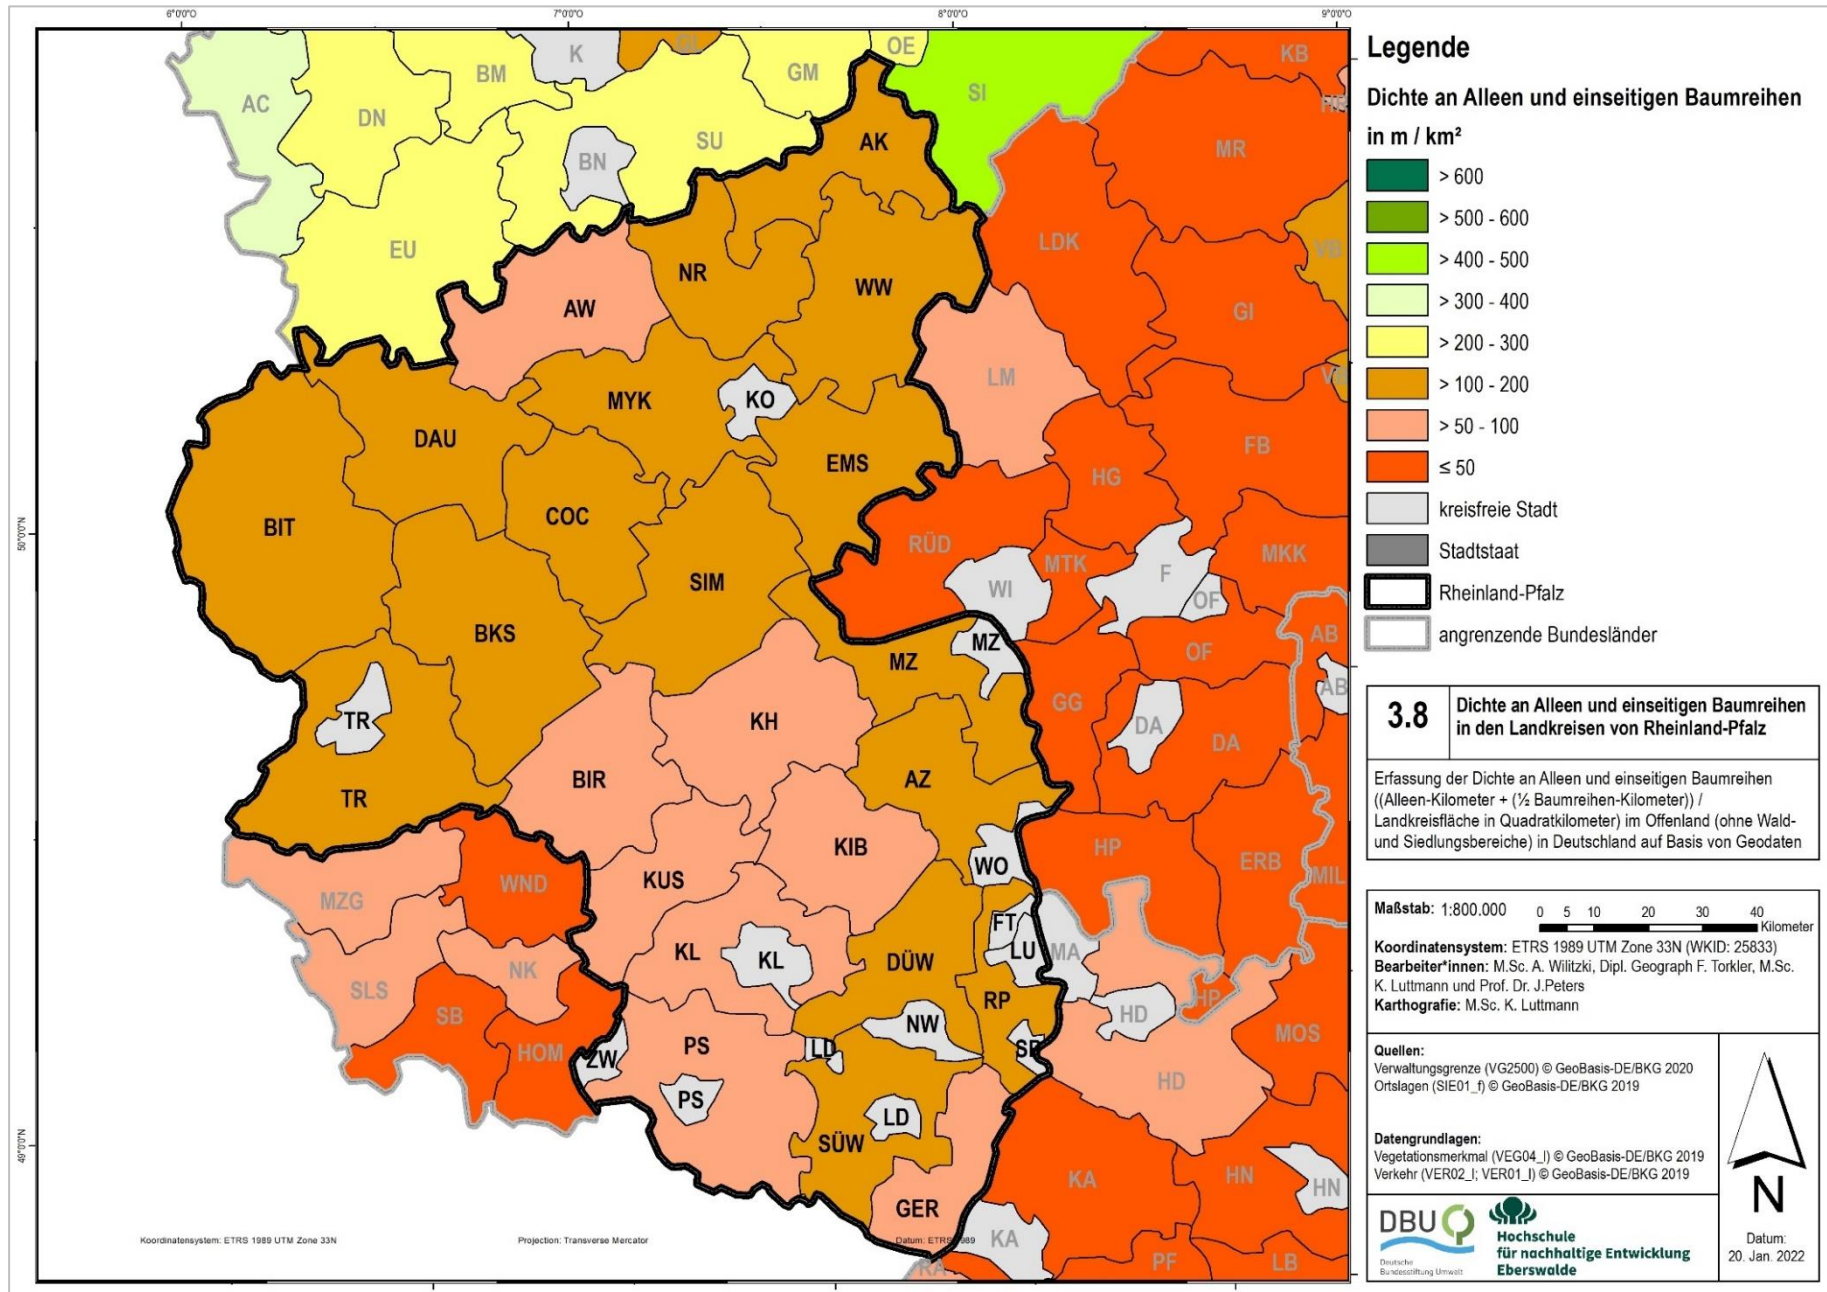 6°0'0"O
7°0'0"O
8°0'0"O
9°0'0"O
50°0'0"N
49°0'0"N
AC
DN
BM
K
GM
OE
SI
KB
EU
BN
SU
AK
MR
AW
NR
WW
LDK
VB
GI
DAU
MYK
KO
LM
FB
BIT
COC
EMS
HG
RÜD
MKK
BKS
SIM
MTK
F
WI
OF
AB
MZ
MZ
OF
AB
TR
KH
GG
DA
DA
TR
BIR
AZ
MZG
WND
KUS
KIB
WO
HP
ERB
MIL
SLS
NK
KL
KL
DÜW
FT
LU
MA
SB
HOM
ZW
PS
LD
NW
RP
SP
HD
HP
MOS
PS
SÜW
LD
HD
GER
KA
HN
HN
KA
RA
PF
LB
Koordinatensystem: ETRS 1989 UTM Zone 33N
Projection: Transverse Mercator
Datum: ETRS 1989
Legende
Dichte an Alleen und einseitigen Baumreihen
in m / km²
> 600
> 500 - 600
> 400 - 500
> 300 - 400
> 200 - 300
> 100 - 200
> 50 - 100
≤ 50
kreisfreie Stadt
Stadtstaat
Rheinland-Pfalz
angrenzende Bundesländer
3.8
Dichte an Alleen und einseitigen Baumreihen
in den Landkreisen von Rheinland-Pfalz
Erfassung der Dichte an Alleen und einseitigen Baumreihen
((Alleen-Kilometer + (½ Baumreihen-Kilometer)) /
Landkreisfläche in Quadratkilometer) im Offenland (ohne Wald-
und Siedlungsbereiche) in Deutschland auf Basis von Geodaten
Maßstab: 1:800.000
0 5 10 20 30 40
Kilometer
Koordinatensystem: ETRS 1989 UTM Zone 33N (WKID: 25833)
Bearbeiter*innen: M.Sc. A. Wilitzki, Dipl. Geograph F. Torkler, M.Sc.
K. Luttmann und Prof. Dr. J.Peters
Karthografie: M.Sc. K. Luttmann
Quellen:
Verwaltungsgrenze (VG2500) © GeoBasis-DE/BKG 2020
Ortslagen (SIE01_f) © GeoBasis-DE/BKG 2019
Datengrundlagen:
Vegetationsmerkmal (VEG04_l) © GeoBasis-DE/BKG 2019
Verkehr (VER02_l; VER01_l) © GeoBasis-DE/BKG 2019
N
Datum:
20. Jan. 2022
DBU
Deutsche
Bundesstiftung Umwelt
Hochschule
für nachhaltige Entwicklung
Eberswalde